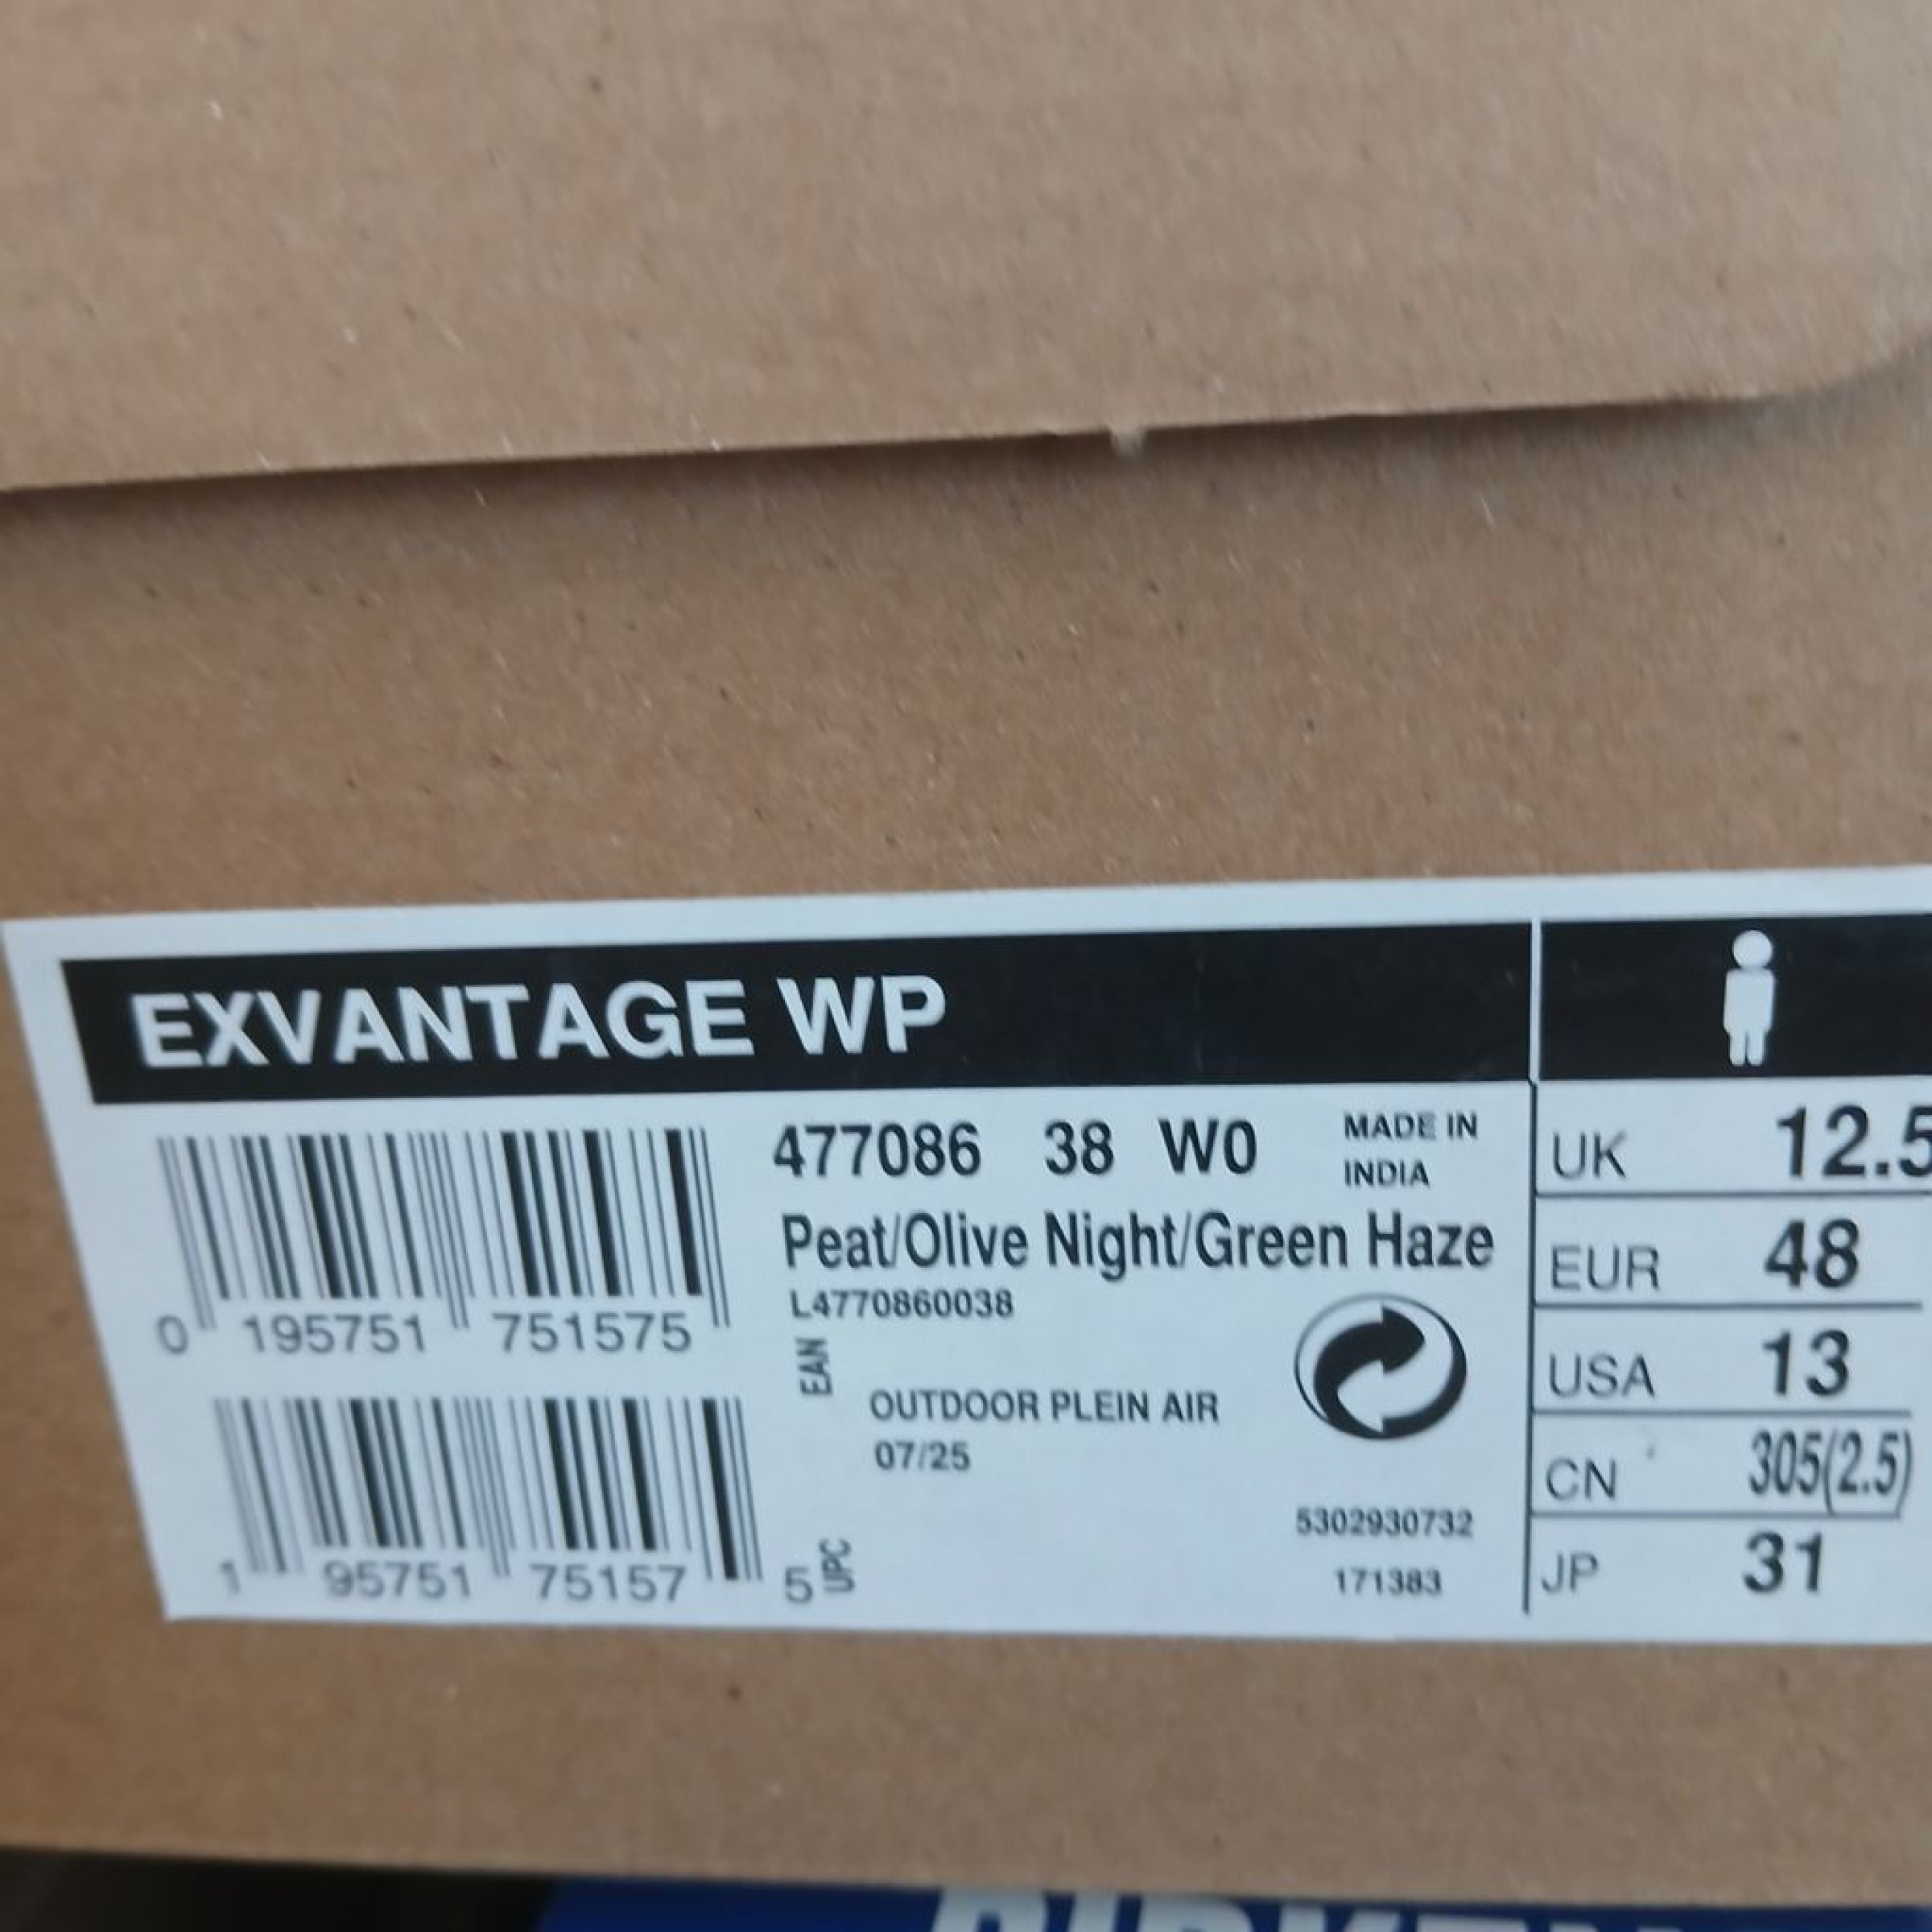 EXVANTAGE WP
477086 38 W0
MADE IN
INDIA
Peat/Olive Night/Green Haze
L4770860038
0 195751 751575
EAN
OUTDOOR PLEIN AIR
07/25
1 95751 75157 5
UPC
5302930732
171383
UK 12.5
EUR 48
USA 13
CN 305(2.5)
JP 31